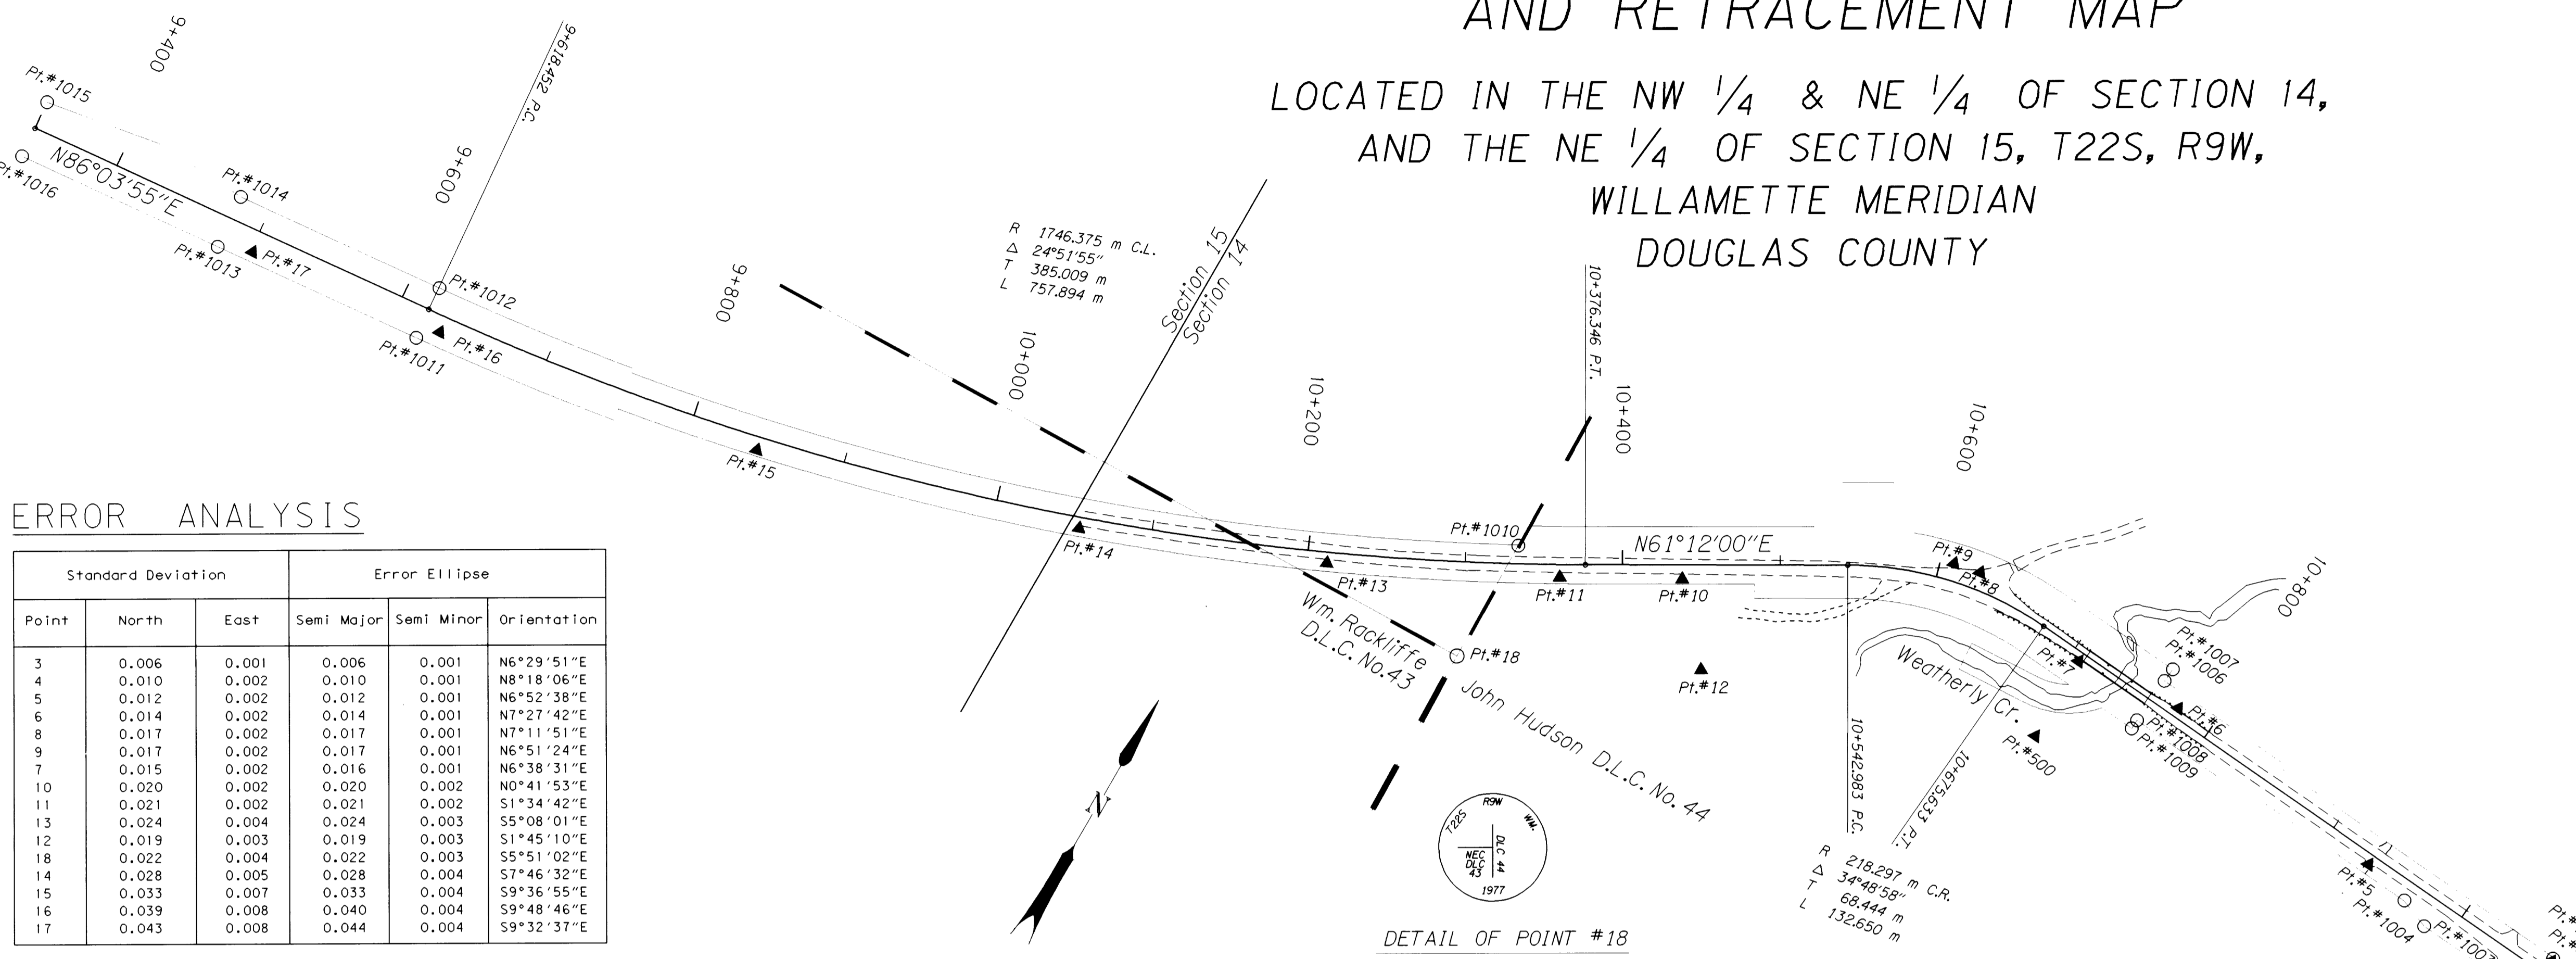 AND RETRACEMENT MAP
LOCATED IN THE NW 1/4 & NE 1/4 OF SECTION 14,
AND THE NE 1/4 OF SECTION 15, T22S, R9W,
WILLAMETTE MERIDIAN
DOUGLAS COUNTY
9+400
Pt.#1015
N86°03'55"E
Pt.#1016
Pt.#1014
Pt.#1013
Pt.#17
9+600
9+618.452 P.C.
Pt.#1012
Pt.#16
Pt.#1011
9+800
Pt.#15
R 1746.375 m C.L.
Δ 24°51'55"
T 385.009 m
L 757.894 m
10+000
Section 15
Section 14
Pt.#14
10+200
Pt.#13
Wm. Rackliffe
D.L.C. No.43
Pt.#1010
10+376.346 P.T.
10+400
N61°12'00"E
Pt.#11
Pt.#10
Pt.#18
John Hudson D.L.C. No. 44
Pt.#12
10+600
Pt.#9
Pt.#8
10+542.983 P.C.
Weatherly Cr.
Pt.#7
10+675.633 P.T.
Pt.#500
Pt.#1007
Pt.#1006
10+800
Pt.#6
Pt.#1008
Pt.#1009
R 218.297 m C.R.
Δ 34°48'58"
T 68.444 m
L 132.650 m
Pt.#5
Pt.#1004
Pt.#1003
Pt.#
Pt.#
N
T22S R9W WM.
NEC
DLC
43
DLC 44
1977
DETAIL OF POINT #18
ERROR ANALYSIS
Standard Deviation Error Ellipse
Point North East Semi Major Semi Minor Orientation
3 0.006 0.001 0.006 0.001 N6°29'51"E
4 0.010 0.002 0.010 0.001 N8°18'06"E
5 0.012 0.002 0.012 0.001 N6°52'38"E
6 0.014 0.002 0.014 0.001 N7°27'42"E
8 0.017 0.002 0.017 0.001 N7°11'51"E
9 0.017 0.002 0.017 0.001 N6°51'24"E
7 0.015 0.002 0.016 0.001 N6°38'31"E
10 0.020 0.002 0.020 0.002 N0°41'53"E
11 0.021 0.002 0.021 0.002 S1°34'42"E
13 0.024 0.004 0.024 0.003 S5°08'01"E
12 0.019 0.003 0.019 0.003 S1°45'10"E
18 0.022 0.004 0.022 0.003 S5°51'02"E
14 0.028 0.005 0.028 0.004 S7°46'32"E
15 0.033 0.007 0.033 0.004 S9°36'55"E
16 0.039 0.008 0.040 0.004 S9°48'46"E
17 0.043 0.008 0.044 0.004 S9°32'37"E